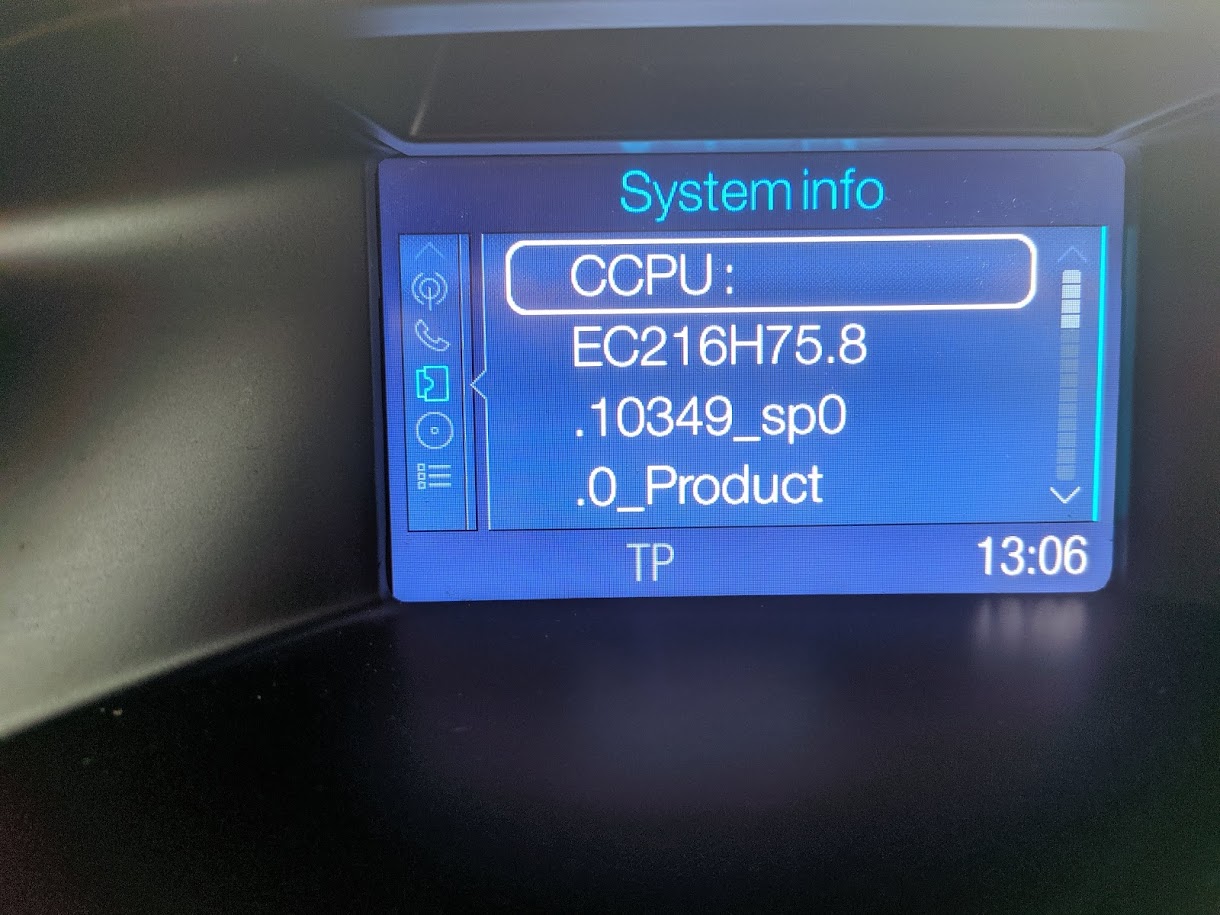 System info
CCPU :
EC216H75.8
.10349_sp0
.0_Product
TP
13:06